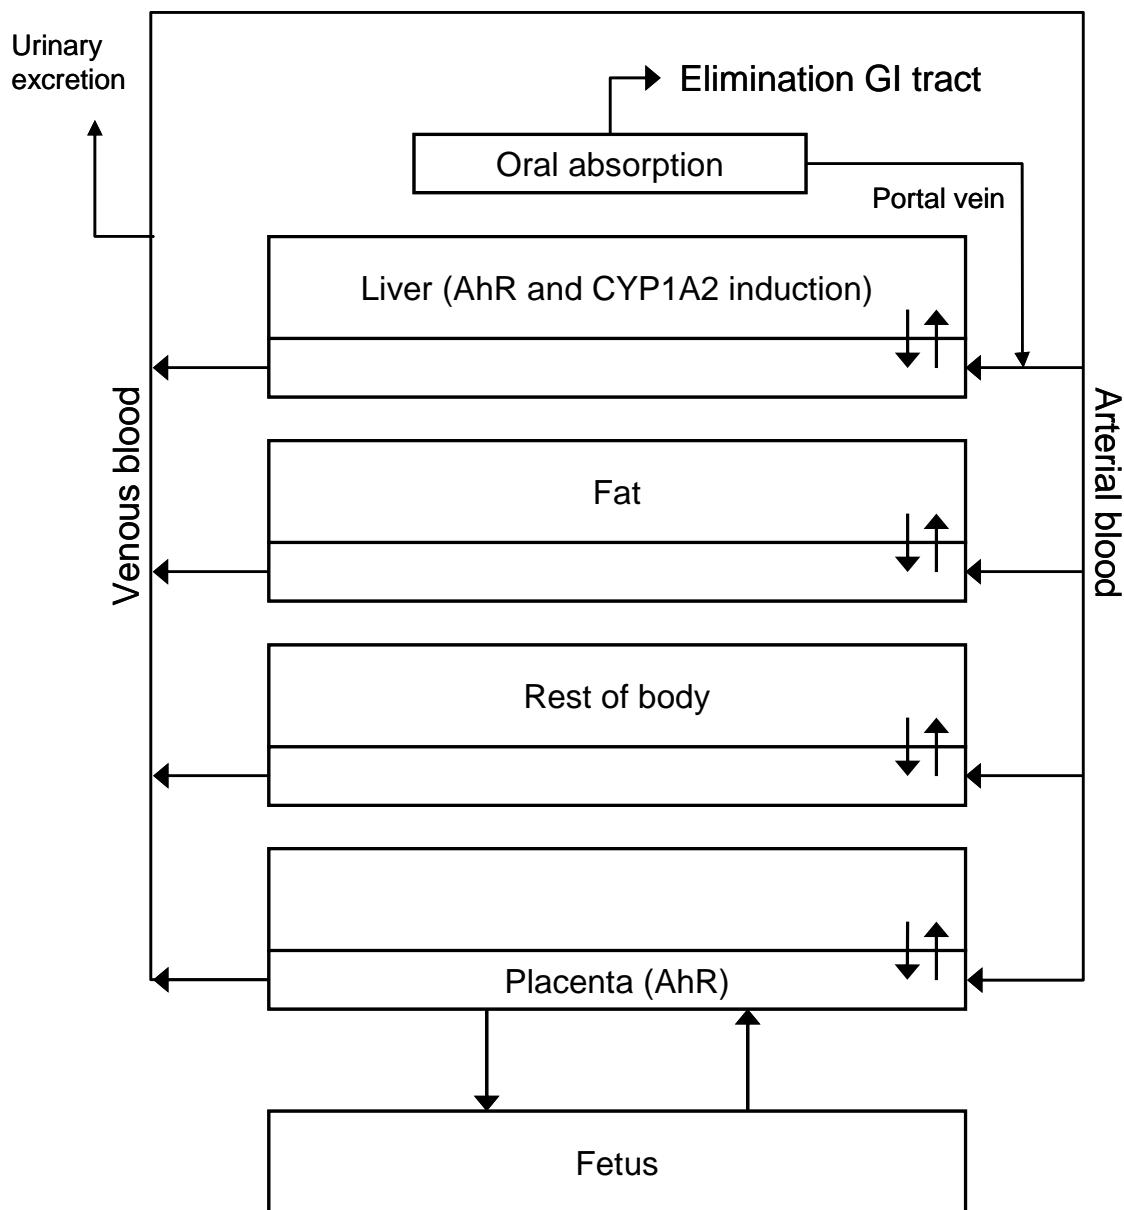 Urinary
excretion
Elimination GI tract
Oral absorption
Portal vein
Liver (AhR and CYP1A2 induction)
Venous blood
Arterial blood
Fat
Rest of body
Placenta (AhR)
Fetus